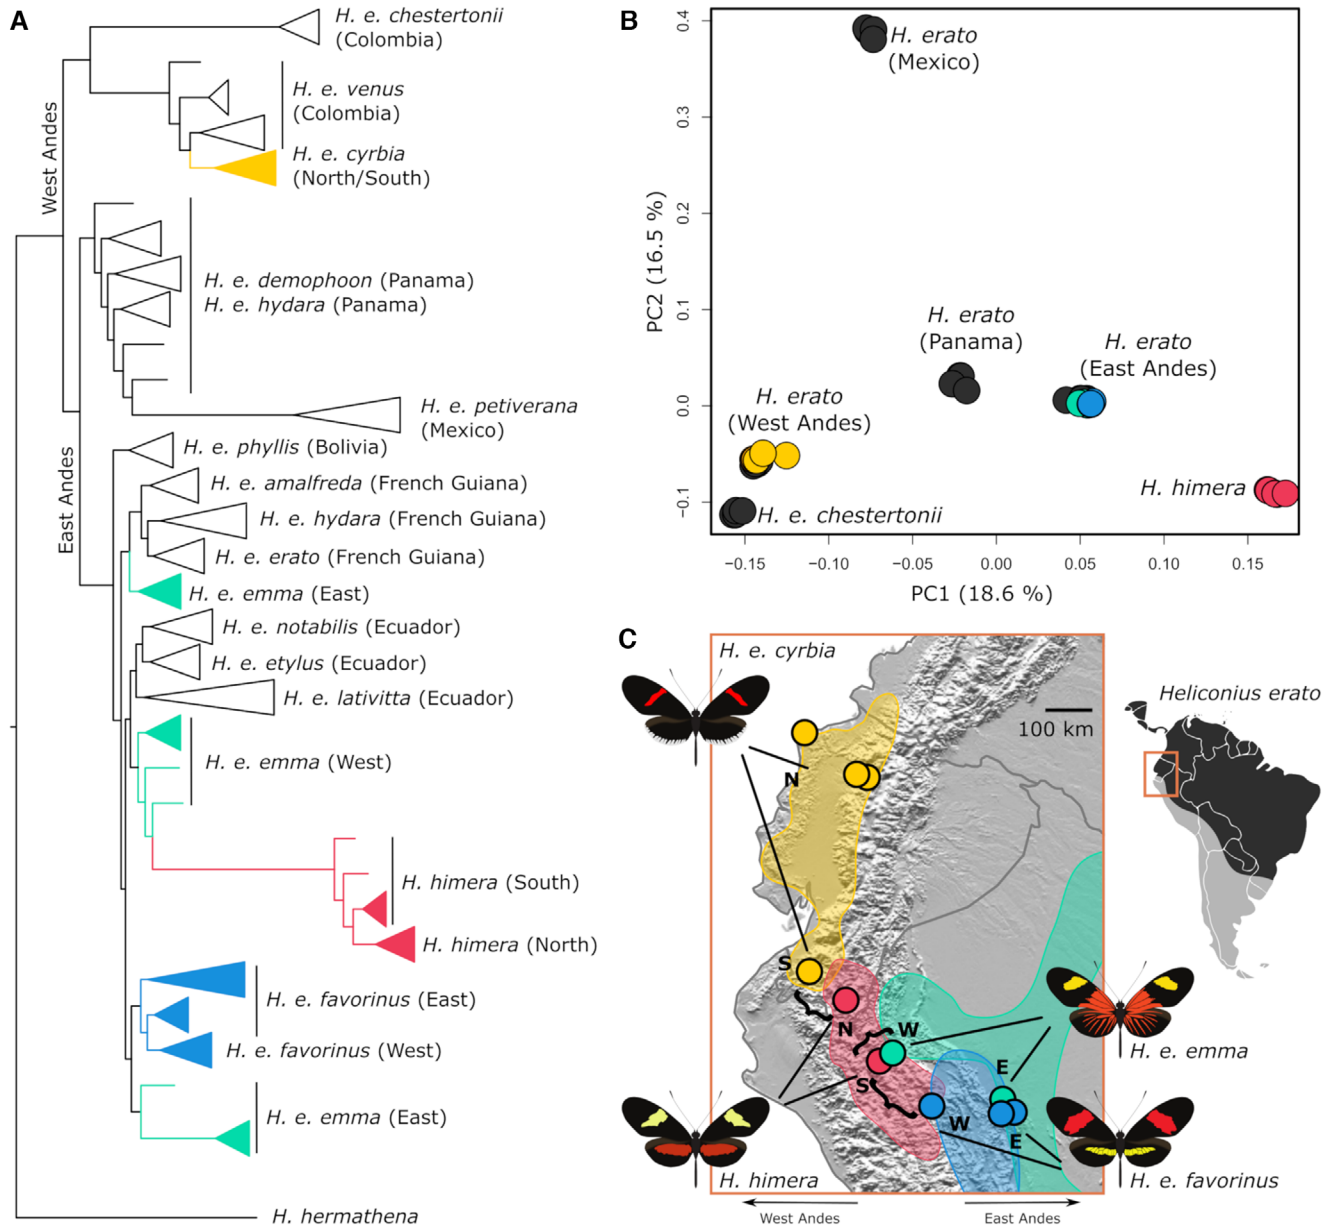 A
H. e. chestertonii
(Colombia)
H. e. venus
(Colombia)
H. e. cyrbia
(North/South)
West Andes
H. e. demophoon (Panama)
H. e. hydara (Panama)
H. e. petiverana
(Mexico)
East Andes
H. e. phyllis (Bolivia)
H. e. amalfreda (French Guiana)
H. e. hydara (French Guiana)
H. e. erato (French Guiana)
H. e. emma (East)
H. e. notabilis (Ecuador)
H. e. etylus (Ecuador)
H. e. lativitta (Ecuador)
H. e. emma (West)
H. himera (South)
H. himera (North)
H. e. favorinus (East)
H. e. favorinus (West)
H. e. emma (East)
H. hermathena
B
PC2 (16.5 %)
0.4
0.3
0.2
0.1
0.0
−0.1
H. erato
(Mexico)
H. erato
(Panama)
H. erato
(East Andes)
H. erato
(West Andes)
H. himera
H. e. chestertonii
−0.15
−0.10
−0.05
0.00
0.05
0.10
0.15
PC1 (18.6 %)
C
H. e. cyrbia
100 km
N
S
N
W
S
E
W
E
H. e. emma
H. himera
H. e. favorinus
West Andes
East Andes
Heliconius erato